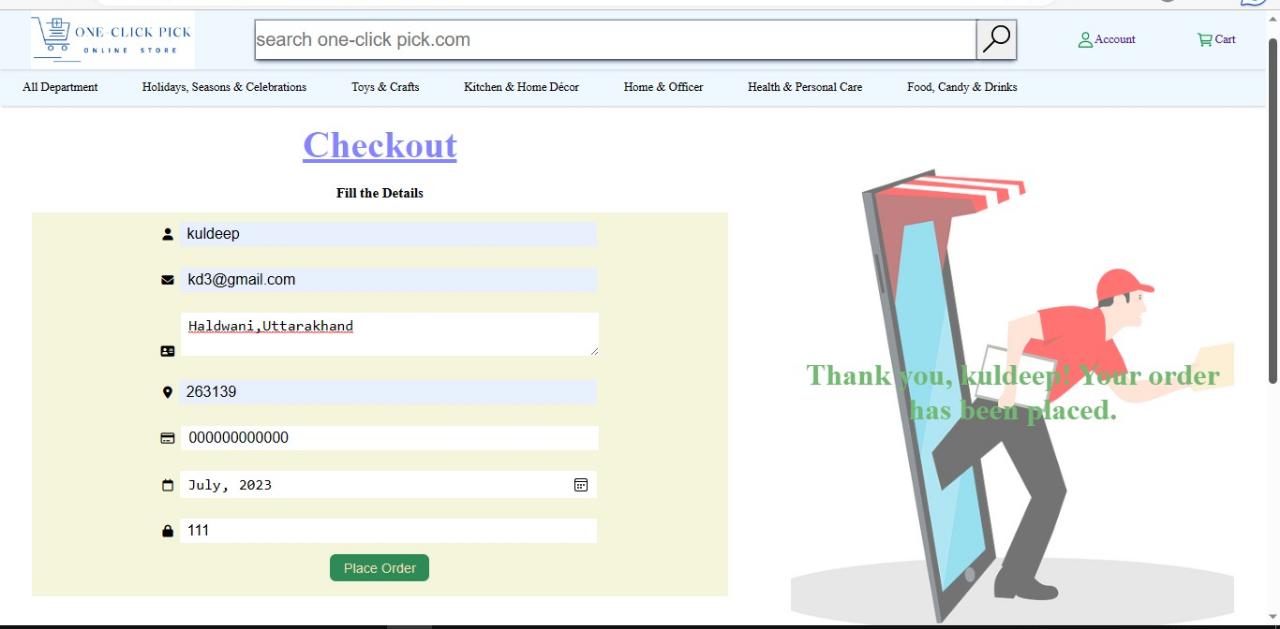 ONE-CLICK PICK
ONLINE STORE
search one-click pick.com
Account
Cart
All Department
Holidays, Seasons & Celebrations
Toys & Crafts
Kitchen & Home Décor
Home & Officer
Health & Personal Care
Food, Candy & Drinks
Checkout
Fill the Details
kuldeep
kd3@gmail.com
Haldwani,Uttarakhand
263139
000000000000
July, 2023
111
Place Order
Thank you, kuldeep! Your order
has been placed.